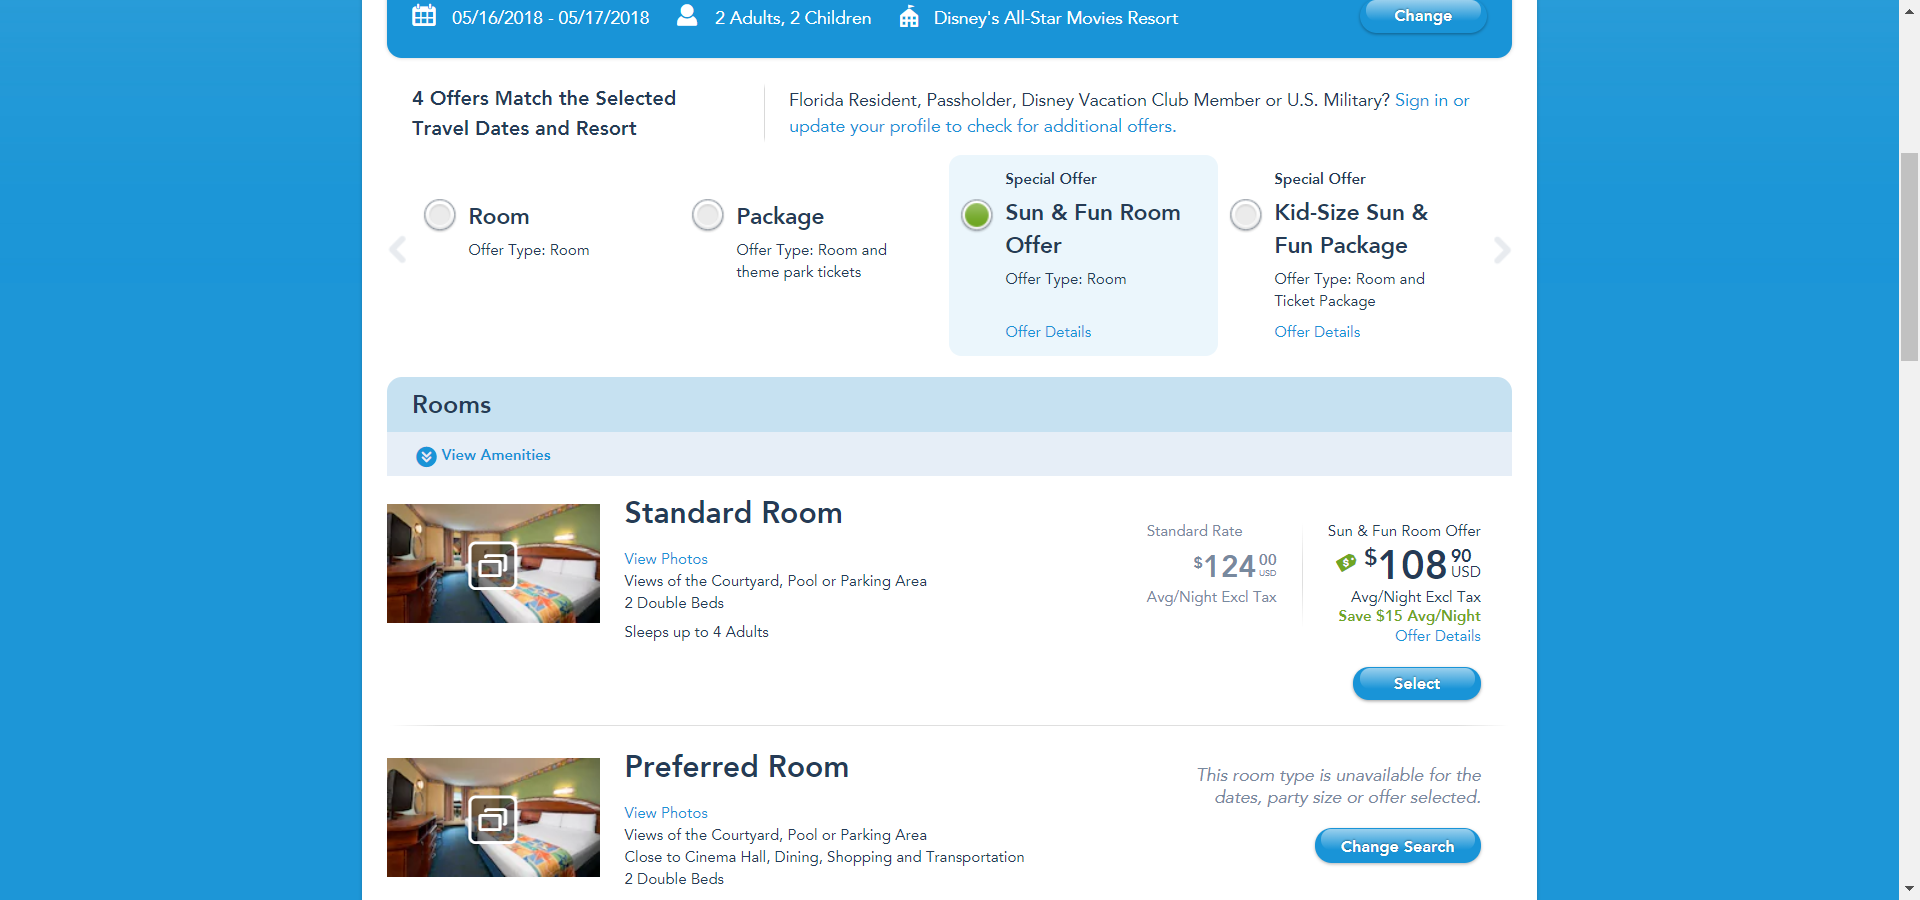 05/16/2018 - 05/17/2018 2 Adults, 2 Children Disney's All-Star Movies Resort Change
4 Offers Match the Selected
Travel Dates and Resort
Florida Resident, Passholder, Disney Vacation Club Member or U.S. Military? Sign in or
update your profile to check for additional offers.
Room
Offer Type: Room
Package
Offer Type: Room and
theme park tickets
Special Offer
Sun & Fun Room
Offer
Offer Type: Room
Offer Details
Special Offer
Kid-Size Sun &
Fun Package
Offer Type: Room and
Ticket Package
Offer Details
Rooms
View Amenities
Standard Room
View Photos
Views of the Courtyard, Pool or Parking Area
2 Double Beds
Sleeps up to 4 Adults
Standard Rate
$124 00 USD
Avg/Night Excl Tax
Sun & Fun Room Offer
$ $108 90 USD
Avg/Night Excl Tax
Save $15 Avg/Night
Offer Details
Select
Preferred Room
View Photos
Views of the Courtyard, Pool or Parking Area
Close to Cinema Hall, Dining, Shopping and Transportation
2 Double Beds
This room type is unavailable for the
dates, party size or offer selected.
Change Search